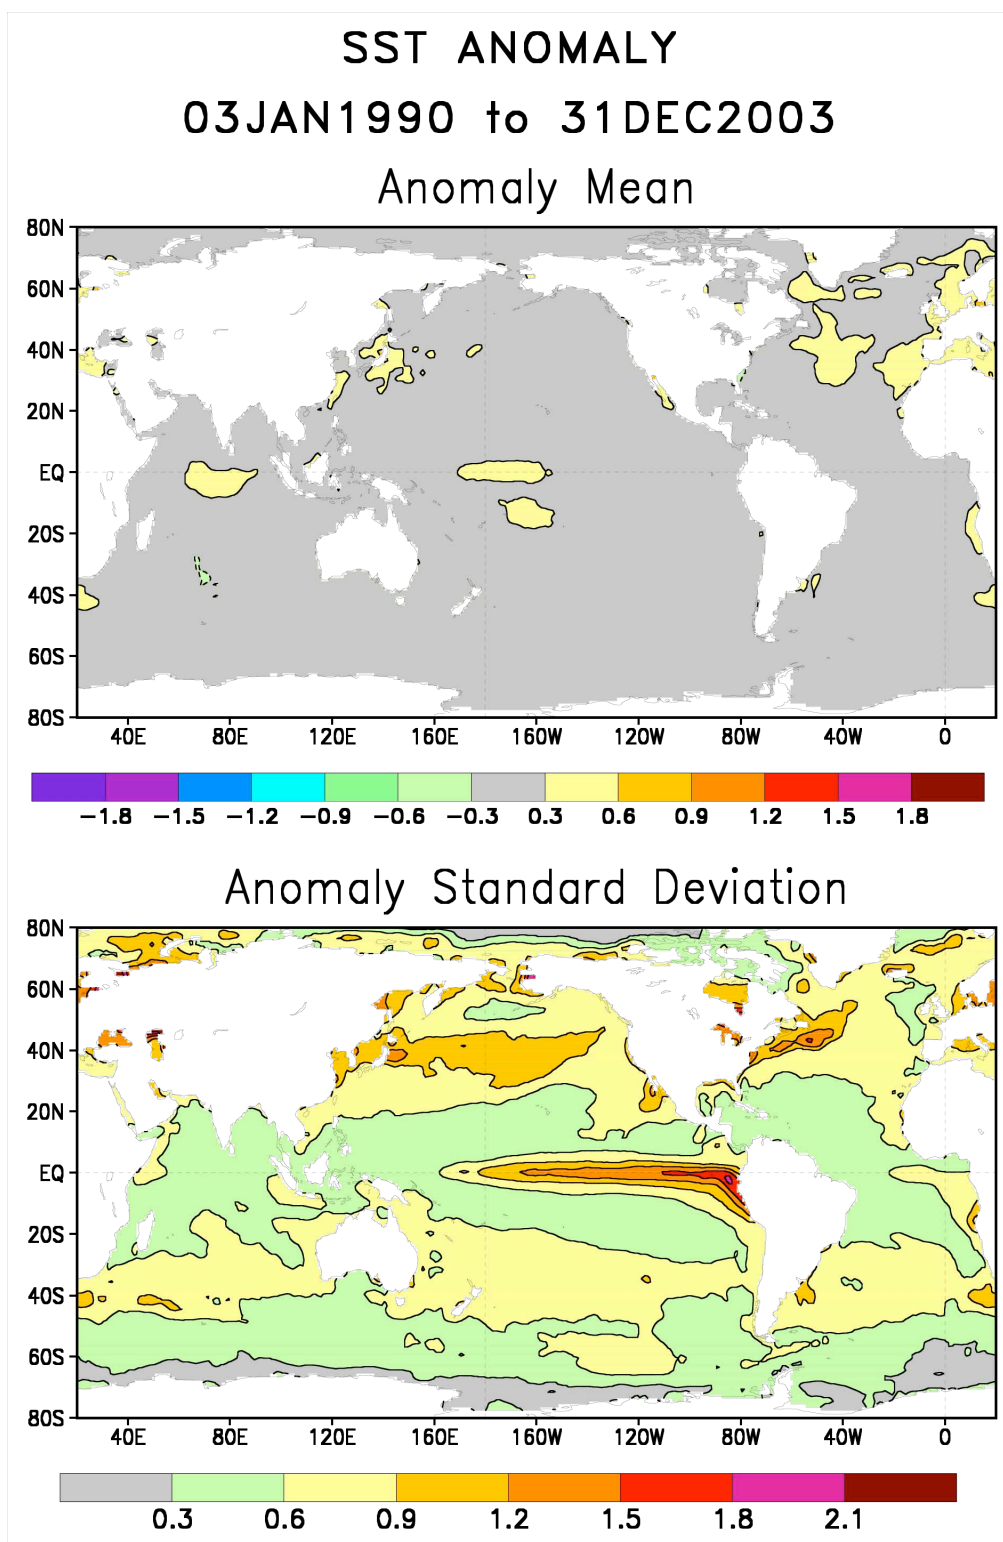 SST ANOMALY
03JAN1990 to 31DEC2003
Anomaly Mean
80N
60N
40N
20N
EQ
20S
40S
60S
80S
40E 80E 120E 160E 160W 120W 80W 40W 0
−1.8 −1.5 −1.2 −0.9 −0.6 −0.3 0.3 0.6 0.9 1.2 1.5 1.8
Anomaly Standard Deviation
80N
60N
40N
20N
EQ
20S
40S
60S
80S
40E 80E 120E 160E 160W 120W 80W 40W 0
0.3 0.6 0.9 1.2 1.5 1.8 2.1